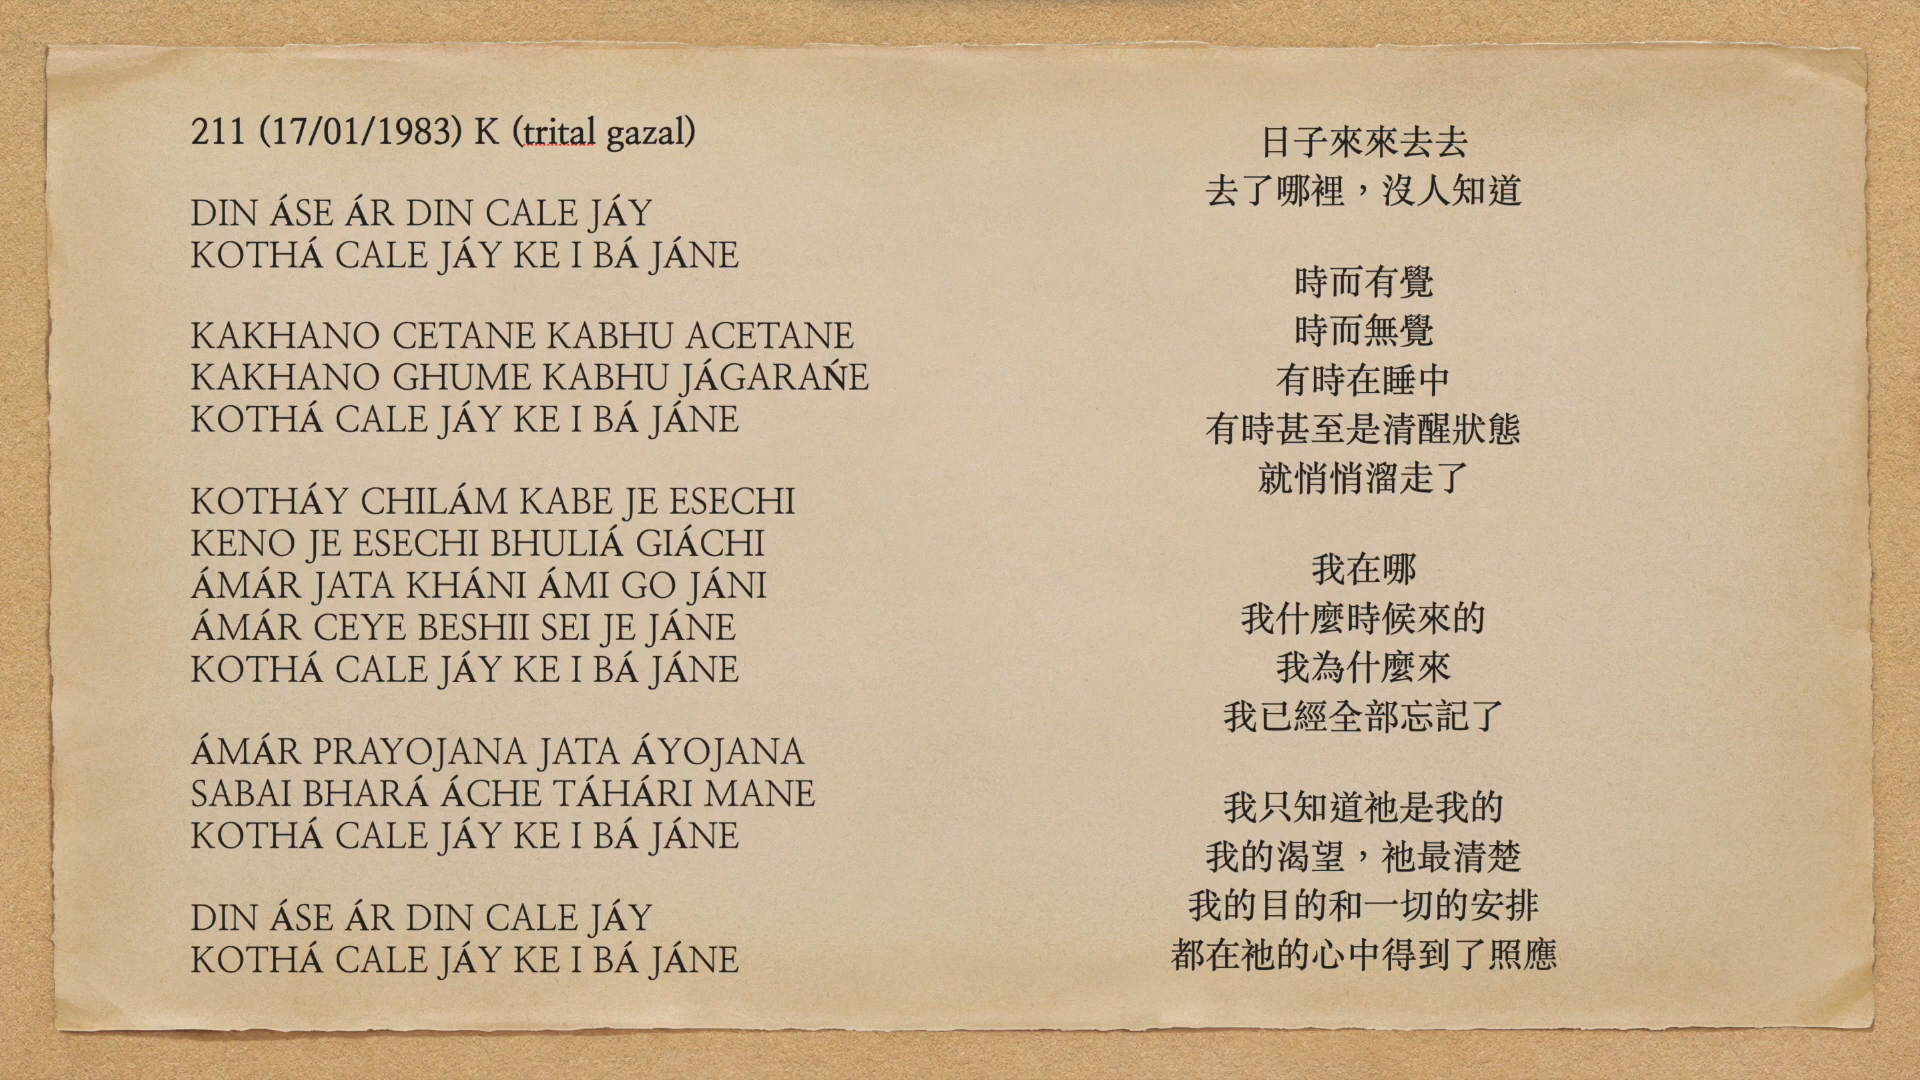 211 (17/01/1983) K (trital gazal)
DIN ÁSE ÁR DIN CALE JÁY
KOTHÁ CALE JÁY KE I BÁ JÁNE
KAKHANO CETANE KABHU ACETANE
KAKHANO GHUME KABHU JÁGARAŃE
KOTHÁ CALE JÁY KE I BÁ JÁNE
KOTHÁY CHILÁM KABE JE ESECHI
KENO JE ESECHI BHULIÁ GIÁCHI
ÁMÁR JATA KHÁNI ÁMI GO JÁNI
ÁMÁR CEYE BESHII SEI JE JÁNE
KOTHÁ CALE JÁY KE I BÁ JÁNE
ÁMÁR PRAYOJANA JATA ÁYOJANA
SABAI BHARÁ ÁCHE TÁHÁRI MANE
KOTHÁ CALE JÁY KE I BÁ JÁNE
DIN ÁSE ÁR DIN CALE JÁY
KOTHÁ CALE JÁY KE I BÁ JÁNE
日子來來去去
去了哪裡，沒人知道
時而有覺
時而無覺
有時在睡中
有時甚至是清醒狀態
就悄悄溜走了
我在哪
我什麼時候來的
我為什麼來
我已經全部忘記了
我只知道祂是我的
我的渴望，祂最清楚
我的目的和一切的安排
都在祂的心中得到了照應